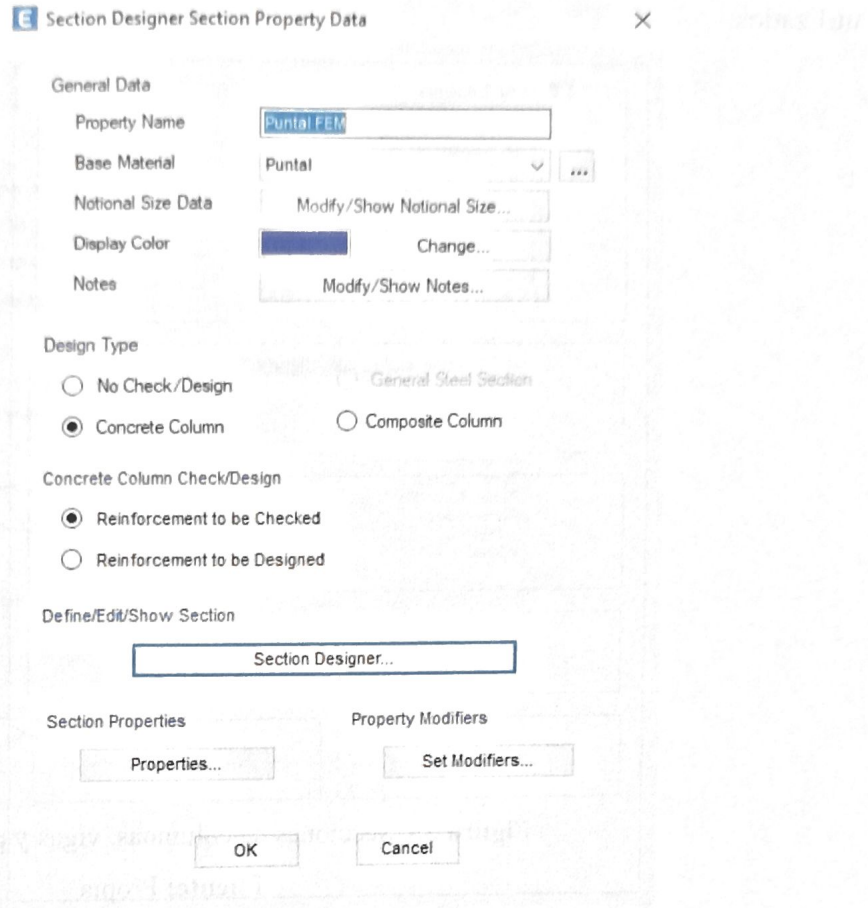 E Section Designer Section Property Data
General Data
Property Name Puntal FEM
Base Material Puntal ...
Notional Size Data Modify/Show Notional Size...
Display Color Change...
Notes Modify/Show Notes...
Design Type
No Check/Design General Steel Section
Concrete Column Composite Column
Concrete Column Check/Design
Reinforcement to be Checked
Reinforcement to be Designed
Define/Edit/Show Section
Section Designer...
Section Properties Property Modifiers
Properties... Set Modifiers...
OK Cancel